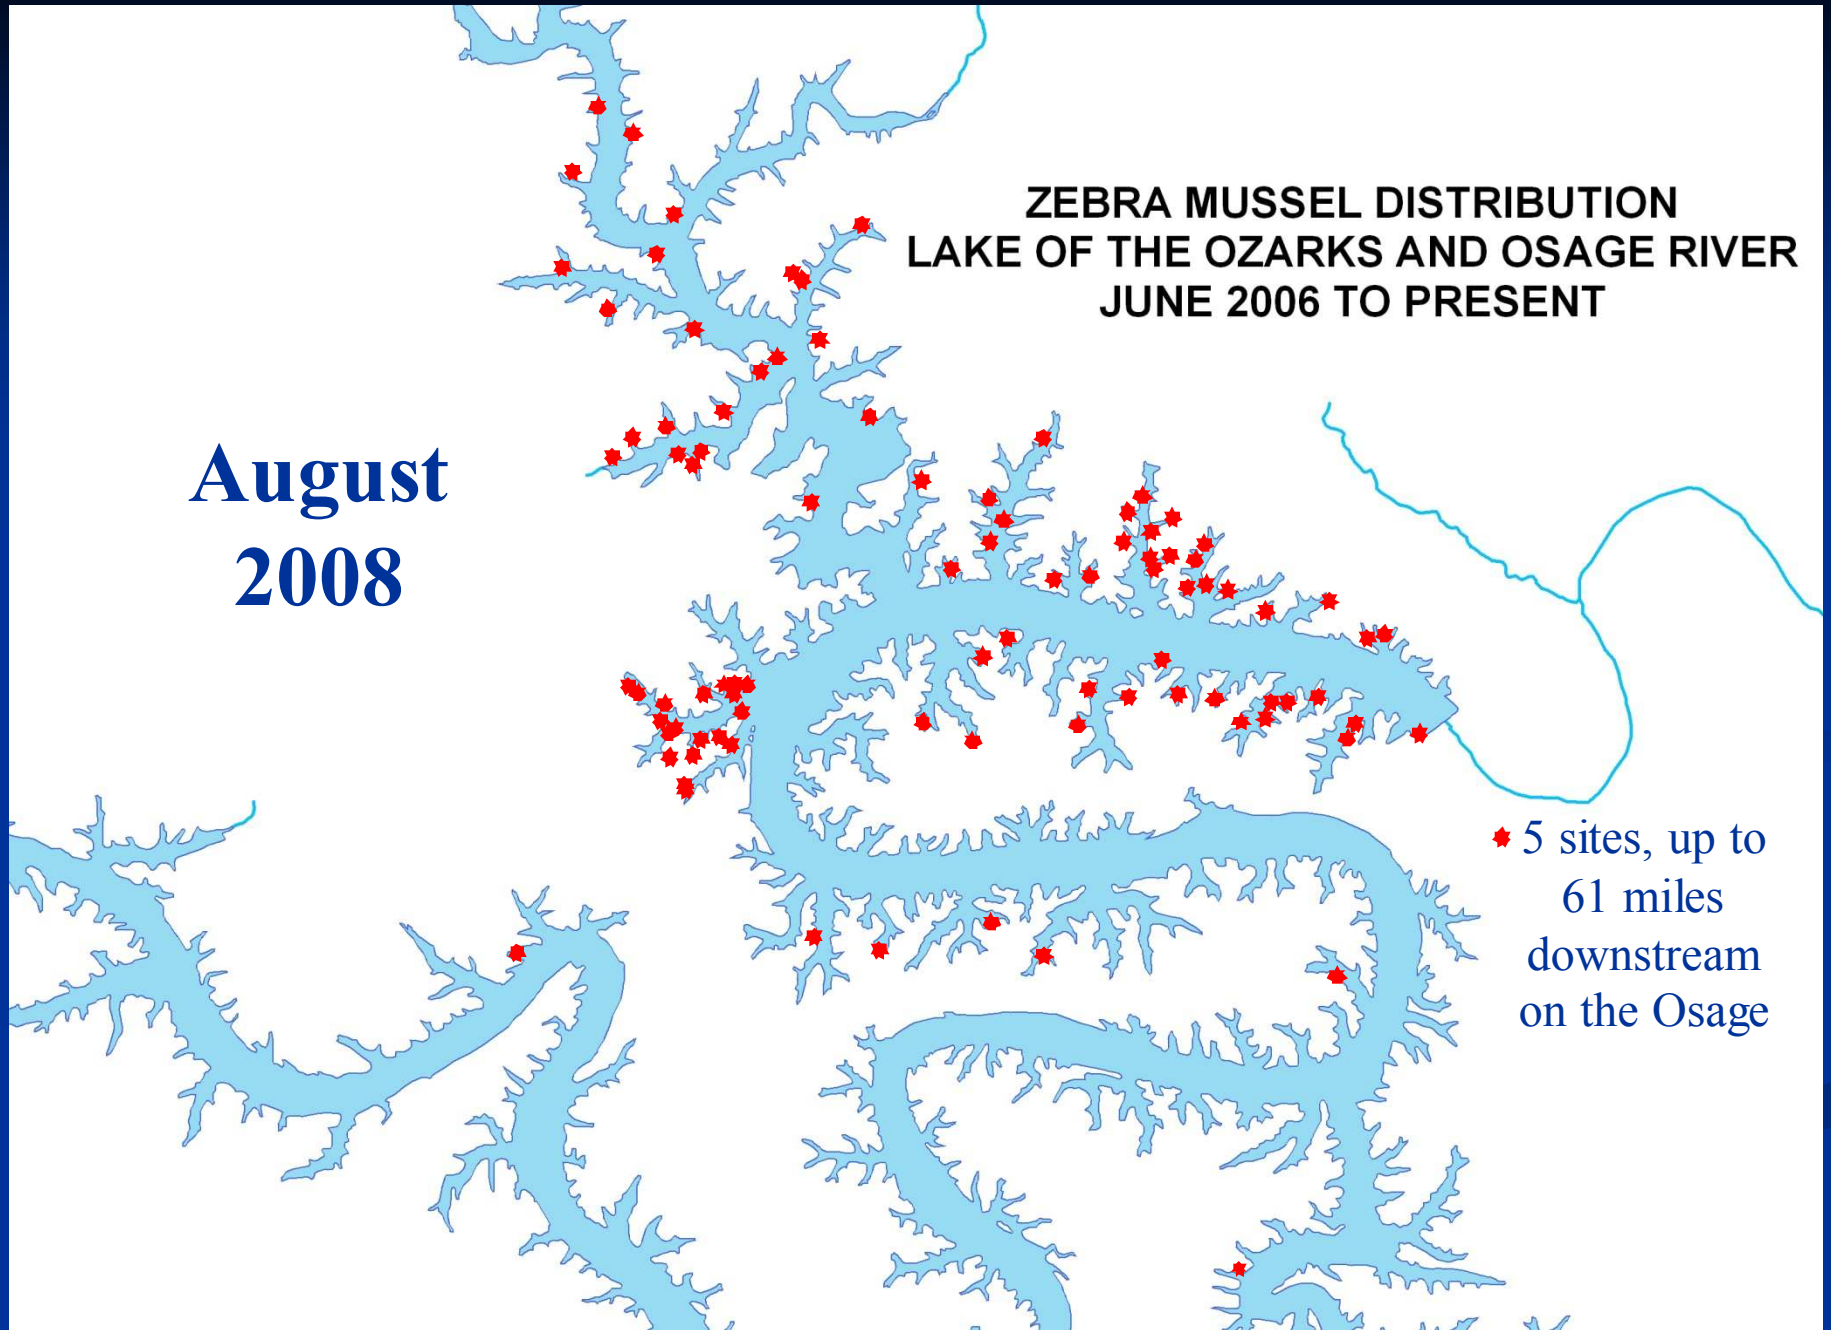 ZEBRA MUSSEL DISTRIBUTION
LAKE OF THE OZARKS AND OSAGE RIVER
JUNE 2006 TO PRESENT
August
2008
5 sites, up to
61 miles
downstream
on the Osage